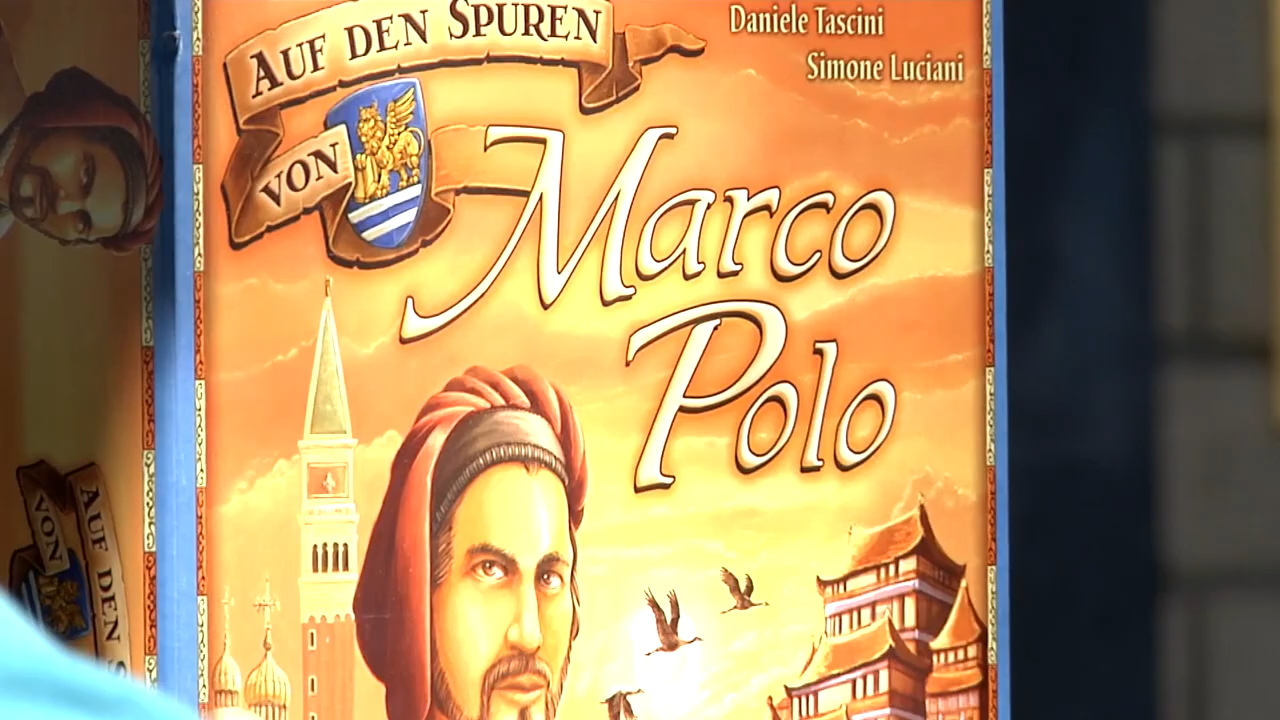 AUF DEN SPUREN
VON
Marco
Polo
Daniele Tascini
Simone Luciani
AUF DEN S
VON